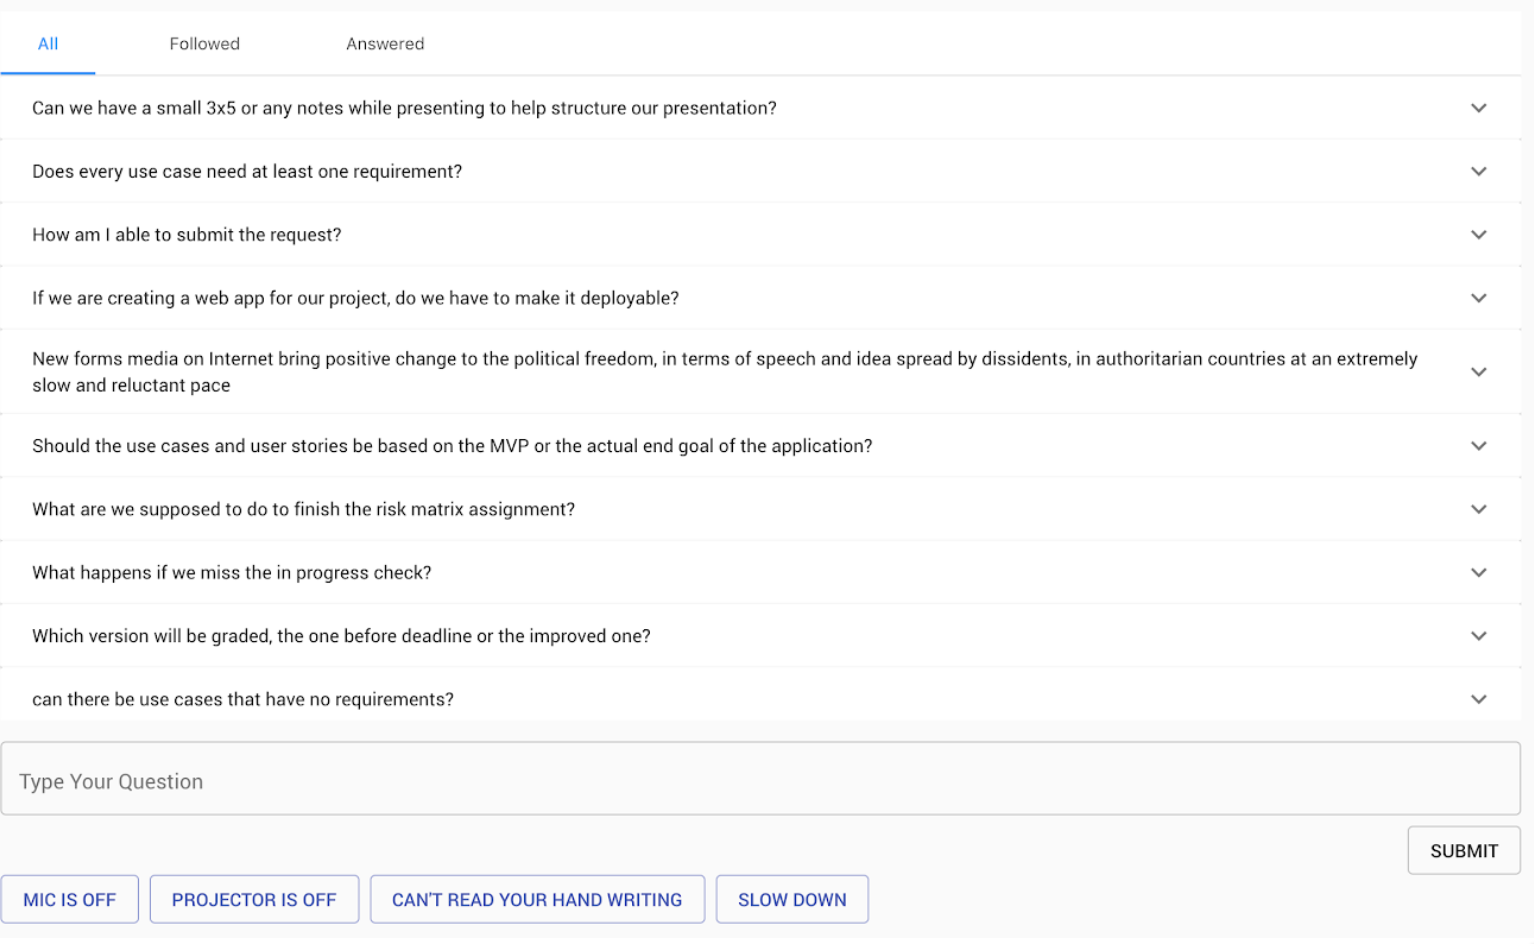 All
Followed
Answered
Can we have a small 3x5 or any notes while presenting to help structure our presentation?
Does every use case need at least one requirement?
How am I able to submit the request?
If we are creating a web app for our project, do we have to make it deployable?
New forms media on Internet bring positive change to the political freedom, in terms of speech and idea spread by dissidents, in authoritarian countries at an extremely
slow and reluctant pace
Should the use cases and user stories be based on the MVP or the actual end goal of the application?
What are we supposed to do to finish the risk matrix assignment?
What happens if we miss the in progress check?
Which version will be graded, the one before deadline or the improved one?
can there be use cases that have no requirements?
Type Your Question
SUBMIT
MIC IS OFF
PROJECTOR IS OFF
CAN'T READ YOUR HAND WRITING
SLOW DOWN